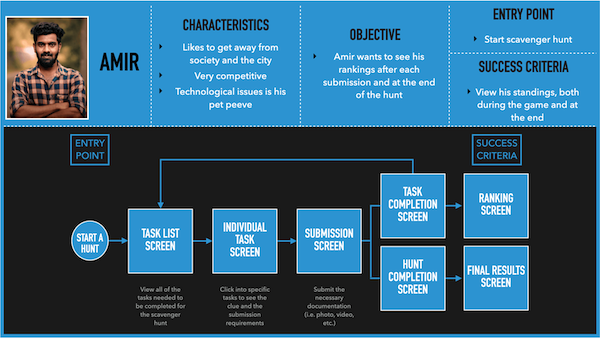 AMIR
CHARACTERISTICS
Likes to get away from
society and the city
Very competitive
Technological issues is his
pet peeve
OBJECTIVE
Amir wants to see his
rankings after each
submission and at the end
of the hunt
ENTRY POINT
Start scavenger hunt
SUCCESS CRITERIA
View his standings, both
during the game and at
the end
ENTRY
POINT
SUCCESS
CRITERIA
START A
HUNT
TASK LIST
SCREEN
View all of the
tasks needed to
be completed for
the scavenger
hunt
INDIVIDUAL
TASK
SCREEN
Click into specific
tasks to see the
clue and the
submission
requirements
SUBMISSION
SCREEN
Submit the
necessary
documentation
(i.e. photo, video,
etc.)
TASK
COMPLETION
SCREEN
RANKING
SCREEN
HUNT
COMPLETION
SCREEN
FINAL RESULTS
SCREEN